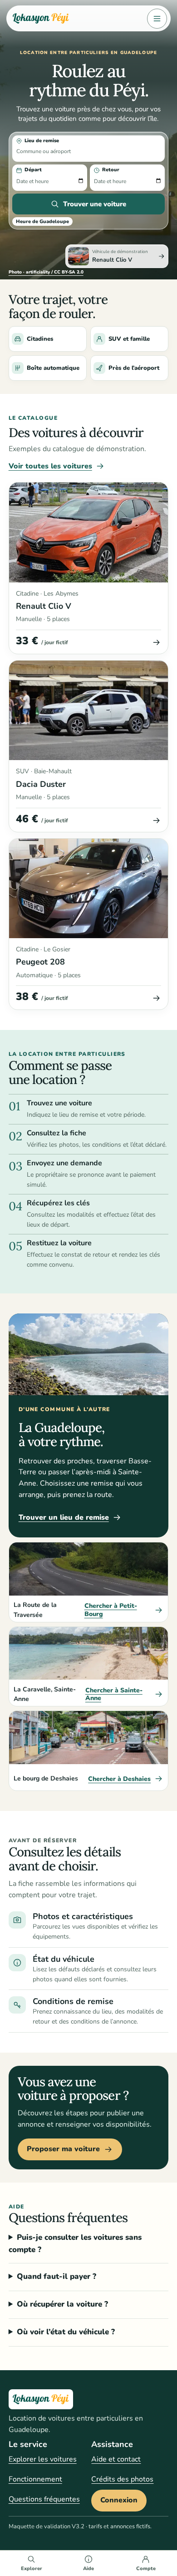 Lokasyon Péyi
LOCATION ENTRE PARTICULIERS EN GUADELOUPE
Roulez au
rythme du Péyi.
Trouvez une voiture près de chez vous, pour vos
trajets du quotidien comme pour découvrir l'île.
Lieu de remise
Commune ou aéroport
Départ
Date et heure
Retour
Date et heure
Trouver une voiture
Heure de Guadeloupe
Véhicule de démonstration
Renault Clio V
Photo · artificiality / CC BY-SA 2.0
Votre trajet, votre
façon de rouler.
Citadines
SUV et famille
Boîte automatique
Près de l'aéroport
LE CATALOGUE
Des voitures à découvrir
Exemples du catalogue de démonstration.
Voir toutes les voitures
Citadine · Les Abymes
Renault Clio V
Manuelle · 5 places
33 € / jour fictif
SUV · Baie-Mahault
Dacia Duster
Manuelle · 5 places
46 € / jour fictif
Citadine · Le Gosier
Peugeot 208
Automatique · 5 places
38 € / jour fictif
LA LOCATION ENTRE PARTICULIERS
Comment se passe
une location ?
01 Trouvez une voiture
Indiquez le lieu de remise et votre période.
02 Consultez la fiche
Vérifiez les photos, les conditions et l'état déclaré.
03 Envoyez une demande
Le propriétaire se prononce avant le paiement
simulé.
04 Récupérez les clés
Consultez les modalités et effectuez l'état des
lieux de départ.
05 Restituez la voiture
Effectuez le constat de retour et rendez les clés
comme convenu.
D'UNE COMMUNE À L'AUTRE
La Guadeloupe,
à votre rythme.
Retrouver des proches, traverser Basse-
Terre ou passer l'après-midi à Sainte-
Anne. Choisissez une remise qui vous
arrange, puis prenez la route.
Trouver un lieu de remise
La Route de la
Traversée
Chercher à Petit-
Bourg
La Caravelle, Sainte-
Anne
Chercher à Sainte-
Anne
Le bourg de Deshaies
Chercher à Deshaies
AVANT DE RÉSERVER
Consultez les détails
avant de choisir.
La fiche rassemble les informations qui
comptent pour votre trajet.
Photos et caractéristiques
Parcourez les vues disponibles et vérifiez les
équipements.
État du véhicule
Lisez les défauts déclarés et consultez leurs
photos quand elles sont fournies.
Conditions de remise
Prenez connaissance du lieu, des modalités de
retour et des conditions de l'annonce.
Vous avez une
voiture à proposer ?
Découvrez les étapes pour publier une
annonce et renseigner vos disponibilités.
Proposer ma voiture
AIDE
Questions fréquentes
Puis-je consulter les voitures sans
compte ?
Quand faut-il payer ?
Où récupérer la voiture ?
Où voir l'état du véhicule ?
Lokasyon Péyi
Location de voitures entre particuliers en
Guadeloupe.
Le service
Explorer les voitures
Fonctionnement
Questions fréquentes
Assistance
Aide et contact
Crédits des photos
Connexion
Maquette de validation V3.2 · tarifs et annonces fictifs.
Explorer
Aide
Compte